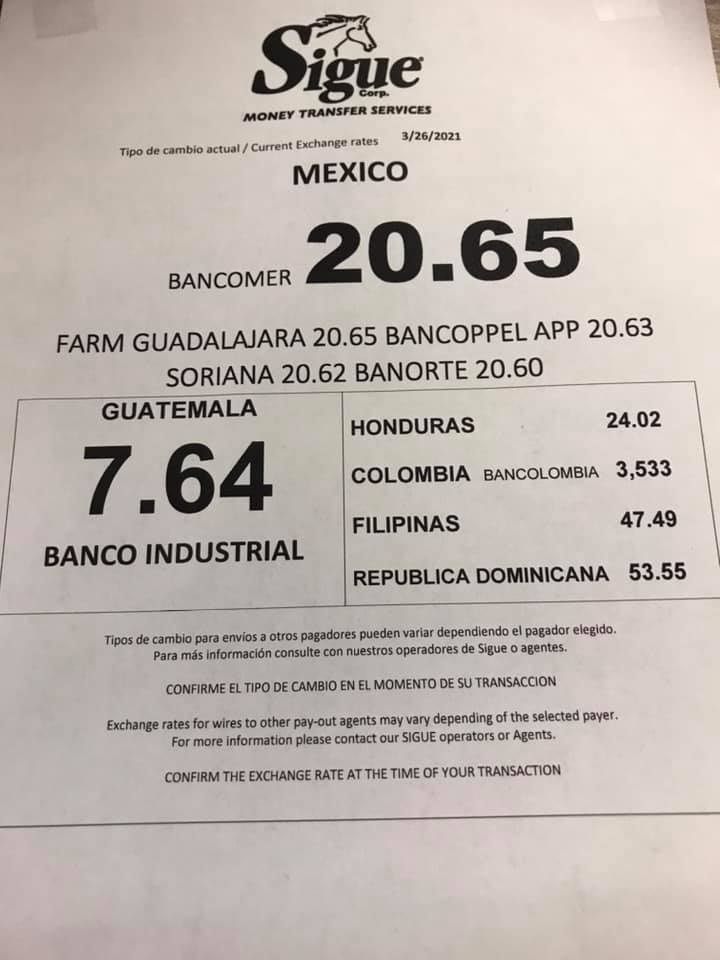 Sigue
Corp.
MONEY TRANSFER SERVICES
Tipo de cambio actual / Current Exchange rates 3/26/2021
MEXICO
BANCOMER 20.65
FARM GUADALAJARA 20.65 BANCOPPEL APP 20.63
SORIANA 20.62 BANORTE 20.60
GUATEMALA
7.64
BANCO INDUSTRIAL
HONDURAS 24.02
COLOMBIA BANCOLOMBIA 3,533
FILIPINAS 47.49
REPUBLICA DOMINICANA 53.55
Tipos de cambio para envíos a otros pagadores pueden variar dependiendo el pagador elegido.
Para más información consulte con nuestros operadores de Sigue o agentes.
CONFIRME EL TIPO DE CAMBIO EN EL MOMENTO DE SU TRANSACCION
Exchange rates for wires to other pay-out agents may vary depending of the selected payer.
For more information please contact our SIGUE operators or Agents.
CONFIRM THE EXCHANGE RATE AT THE TIME OF YOUR TRANSACTION